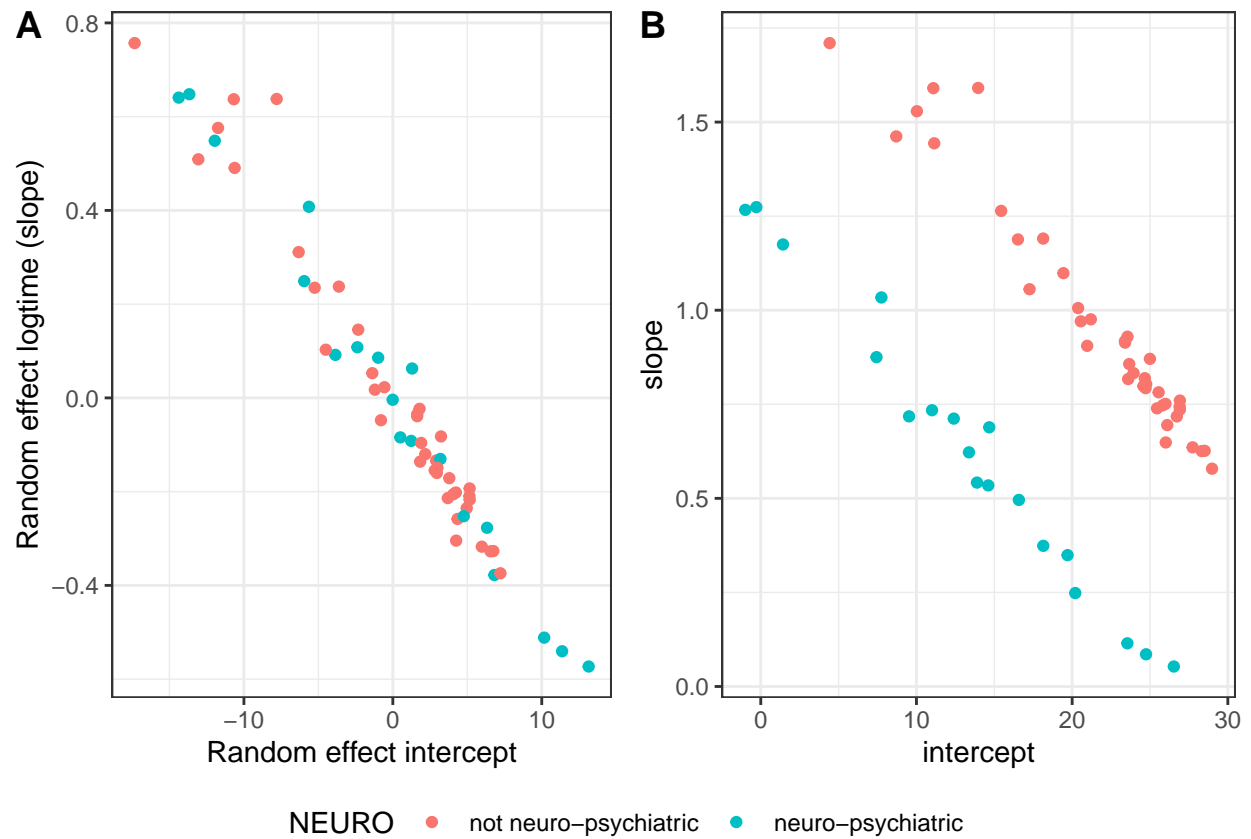 A
B
0.8
0.4
0.0
−0.4
Random effect logtime (slope)
−10
0
10
Random effect intercept
1.5
1.0
0.5
0.0
slope
0
10
20
30
intercept
NEURO not neuro−psychiatric neuro−psychiatric